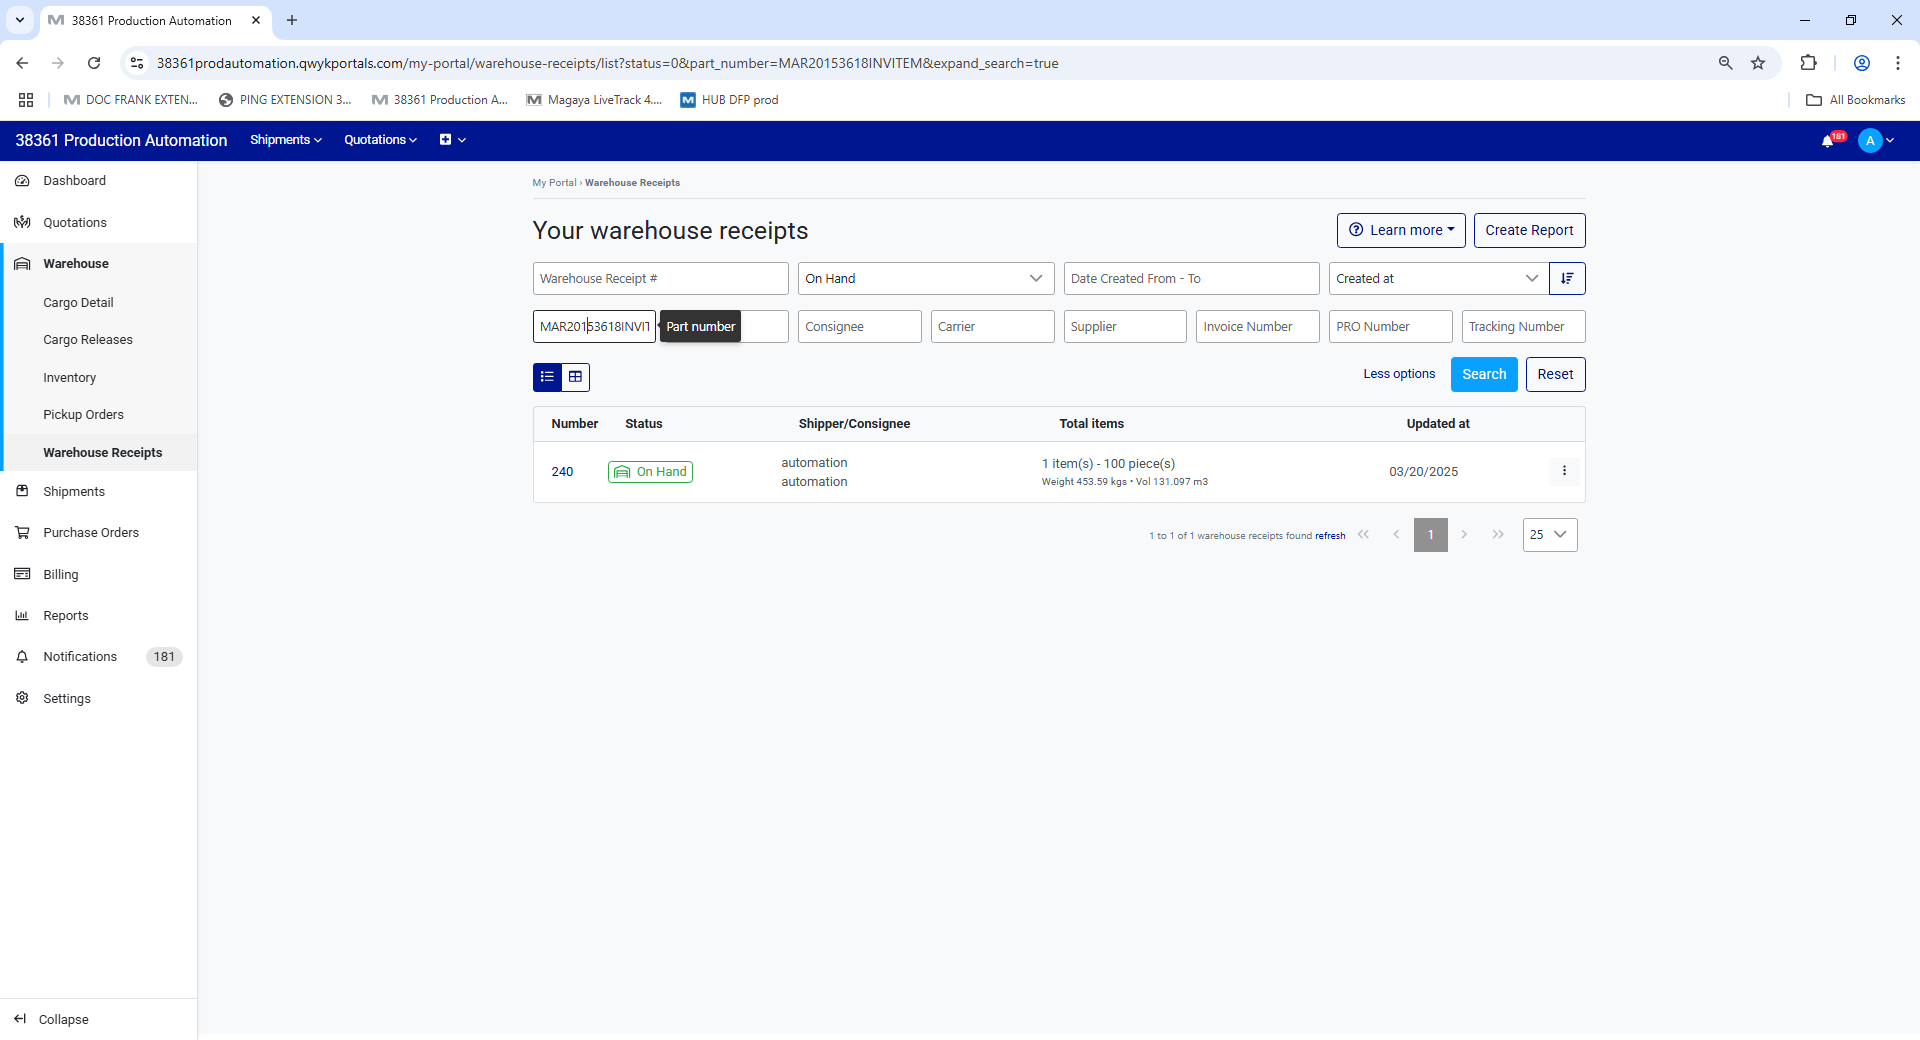 38361 Production Automation
38361prodautomation.qwykportals.com/my-portal/warehouse-receipts/list?status=0&part_number=MAR20153618INVITEM&expand_search=true
DOC FRANK EXTEN...
PING EXTENSION 3...
38361 Production A...
Magaya LiveTrack 4....
HUB DFP prod
All Bookmarks
38361 Production Automation
Shipments
Quotations
181
A
Dashboard
Quotations
Warehouse
Cargo Detail
Cargo Releases
Inventory
Pickup Orders
Warehouse Receipts
Shipments
Purchase Orders
Billing
Reports
Notifications 181
Settings
Collapse
My Portal › Warehouse Receipts
Your warehouse receipts
Learn more
Create Report
Warehouse Receipt #
On Hand
Date Created From - To
Created at
MAR20153618INVIT
Part number
Consignee
Carrier
Supplier
Invoice Number
PRO Number
Tracking Number
Less options
Search
Reset
Number Status Shipper/Consignee Total items Updated at
240 On Hand
automation
automation
1 item(s) - 100 piece(s)
Weight 453.59 kgs • Vol 131.097 m3
03/20/2025
1 to 1 of 1 warehouse receipts found refresh
1
25